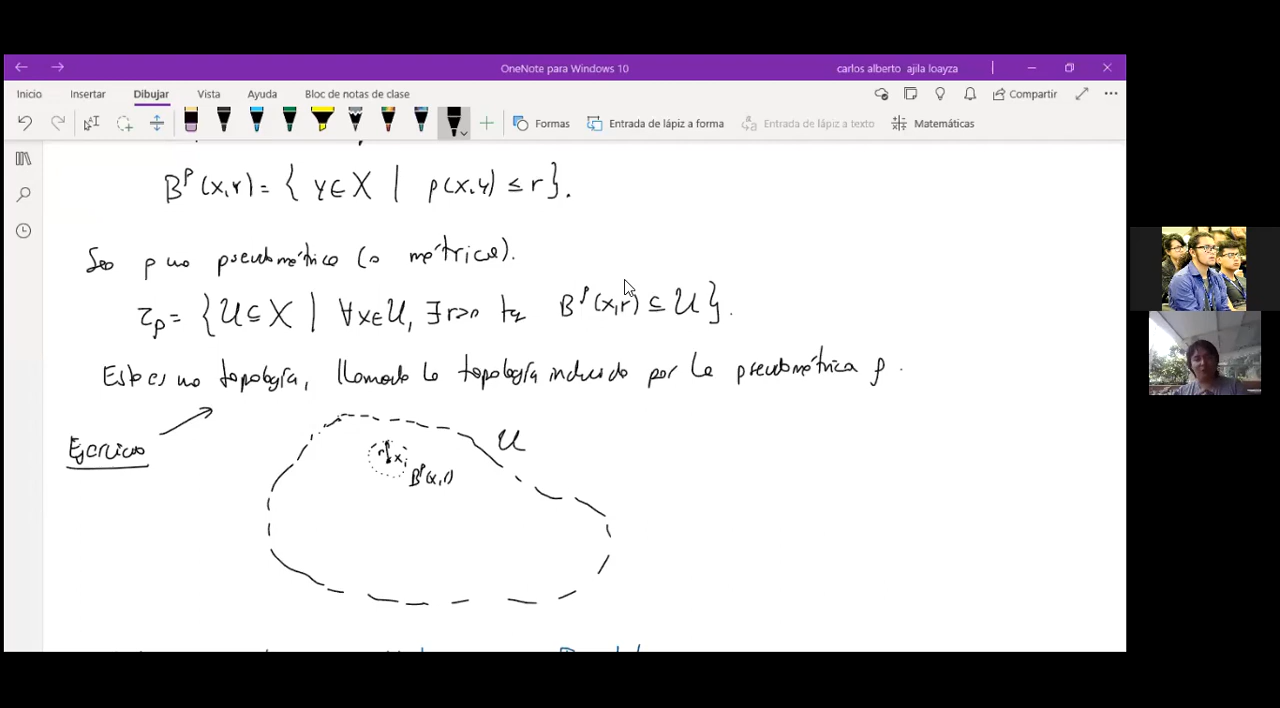 OneNote para Windows 10
carlos alberto ajila loayza
Inicio Insertar Dibujar Vista Ayuda Bloc de notas de clase
Compartir
Formas Entrada de lápiz a forma Entrada de lápiz a texto Matemáticas
B^ρ(x,r) = { y ∈ X | ρ(x,y) ≤ r }.
Sea ρ una pseudométrica (o métrica).
τ_ρ = { U ⊆ X | ∀x∈U, ∃r>0 tq B^ρ(x,r) ⊆ U }.
Esta es una topología, llamada la topología inducida por la pseudométrica ρ.
Ejercicio
U
r x
B^ρ(x,r)